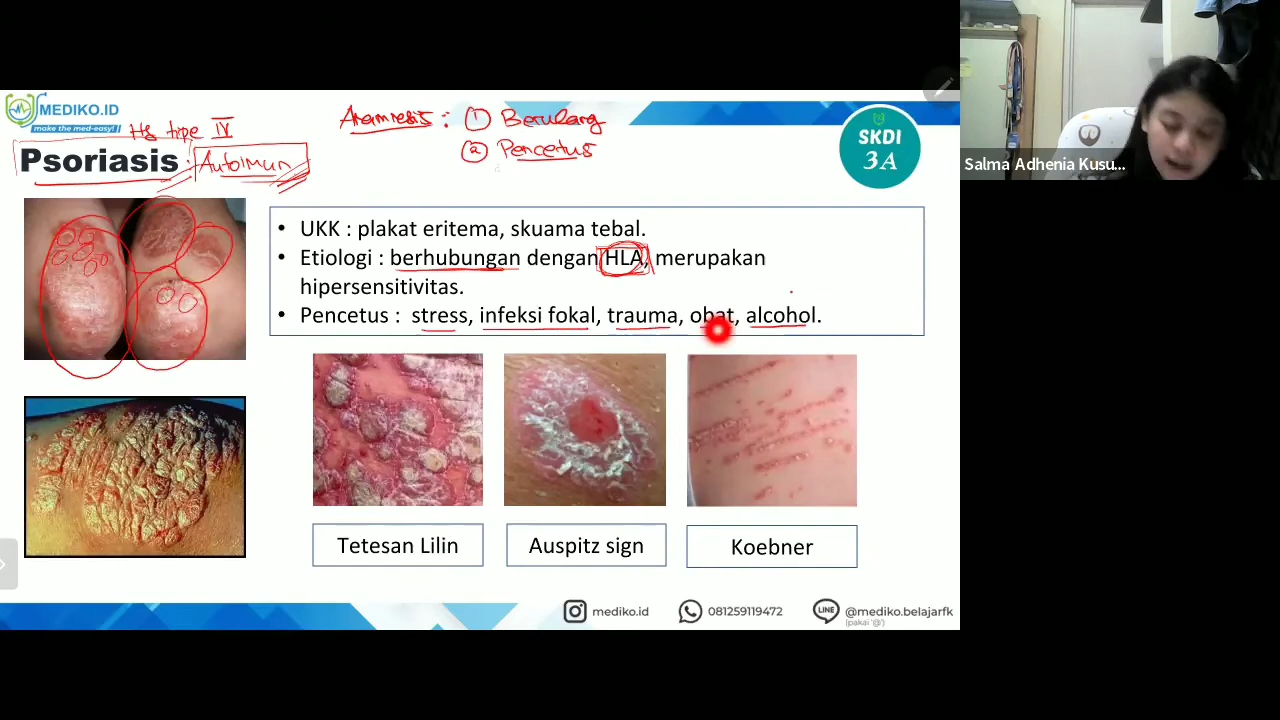 MEDIKO.ID
make the med-easy!
Hs type IV
Psoriasis : Autoimun
Anamnesis : ① Berulang
② Pencetus
SKDI
3A
Salma Adhenia Kusu...
• UKK : plakat eritema, skuama tebal.
• Etiologi : berhubungan dengan HLA, merupakan
hipersensitivitas.
• Pencetus : stress, infeksi fokal, trauma, obat, alcohol.
Tetesan Lilin
Auspitz sign
Koebner
mediko.id
081259119472
LINE
@mediko.belajarfk
(pakai '@')